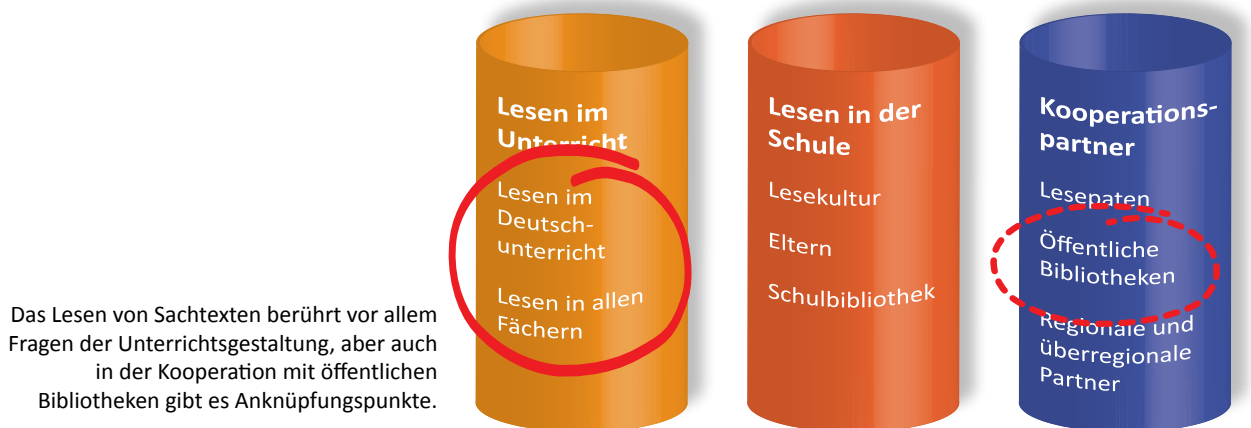 Lesen im
Unterricht
Lesen im
Deutsch-
unterricht
Lesen in allen
Fächern
Lesen in der
Schule
Lesekultur
Eltern
Schulbibliothek
Kooperations-
partner
Lesepaten
Öffentliche
Bibliotheken
Regionale und
überregionale
Partner
Das Lesen von Sachtexten berührt vor allem
Fragen der Unterrichtsgestaltung, aber auch
in der Kooperation mit öffentlichen
Bibliotheken gibt es Anknüpfungspunkte.